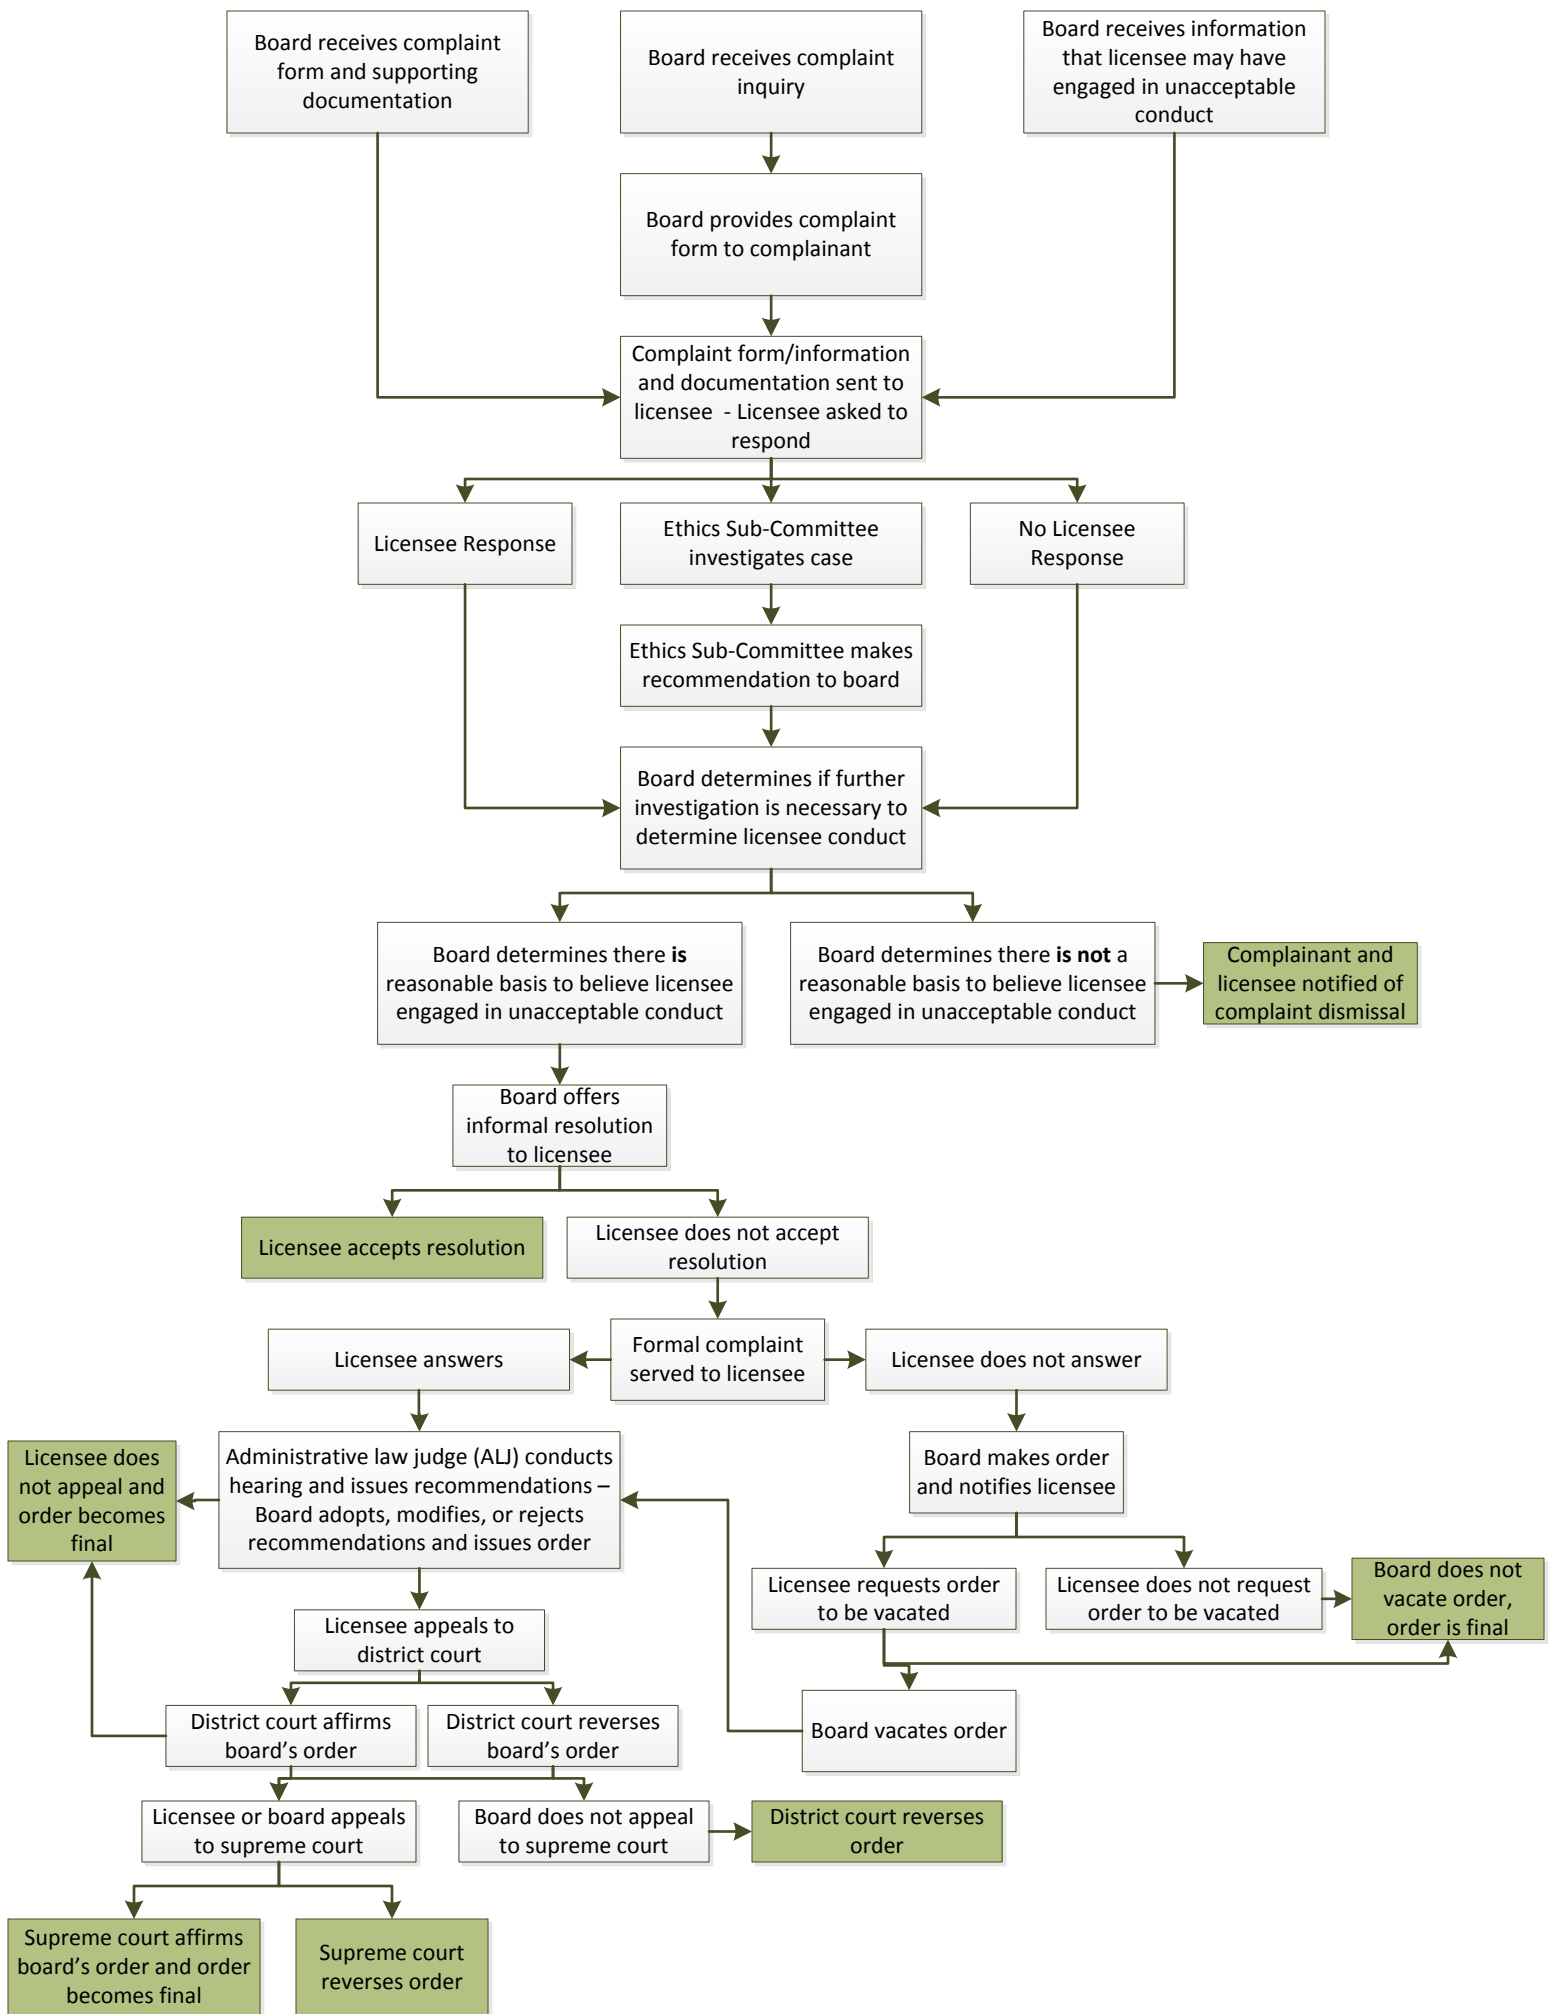 Board receives complaint
form and supporting
documentation
Board receives complaint
inquiry
Board receives information
that licensee may have
engaged in unacceptable
conduct
Board provides complaint
form to complainant
Complaint form/information
and documentation sent to
licensee  - Licensee asked to
respond
Licensee Response
Ethics Sub-Committee
investigates case
No Licensee
Response
Ethics Sub-Committee makes
recommendation to board
Board determines if further
investigation is necessary to
determine licensee conduct
Board determines there is
reasonable basis to believe licensee
engaged in unacceptable conduct
Board determines there is not a
reasonable basis to believe licensee
engaged in unacceptable conduct
Complainant and
licensee notified of
complaint dismissal
Board offers
informal resolution
to licensee
Licensee accepts resolution
Licensee does not accept
resolution
Licensee answers
Formal complaint
served to licensee
Licensee does not answer
Licensee does
not appeal and
order becomes
final
Administrative law judge (ALJ) conducts
hearing and issues recommendations –
Board adopts, modifies, or rejects
recommendations and issues order
Board makes order
and notifies licensee
Licensee requests order
to be vacated
Licensee does not request
order to be vacated
Board does not
vacate order,
order is final
Licensee appeals to
district court
District court affirms
board's order
District court reverses
board's order
Board vacates order
Licensee or board appeals
to supreme court
Board does not appeal
to supreme court
District court reverses
order
Supreme court affirms
board's order and order
becomes final
Supreme court
reverses order